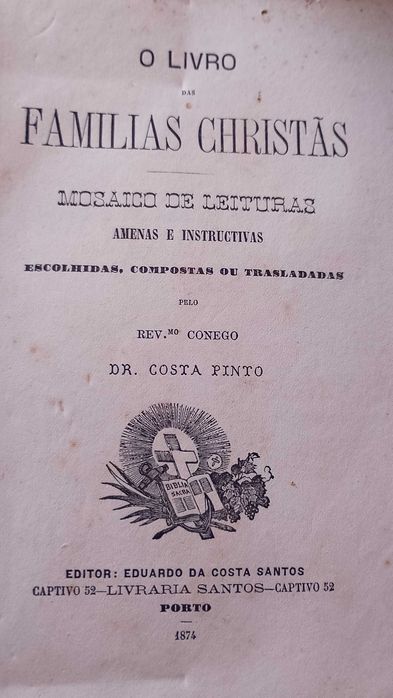 O LIVRO
DAS
FAMILIAS CHRISTÃS
MOSAICO DE LEITURAS
AMENAS E INSTRUCTIVAS
ESCOLHIDAS, COMPOSTAS OU TRASLADADAS
PELO
REV.MO CONEGO
DR. COSTA PINTO
BIBLIA
SACRA
EDITOR: EDUARDO DA COSTA SANTOS
CAPTIVO 52—LIVRARIA SANTOS—CAPTIVO 52
PORTO
1874